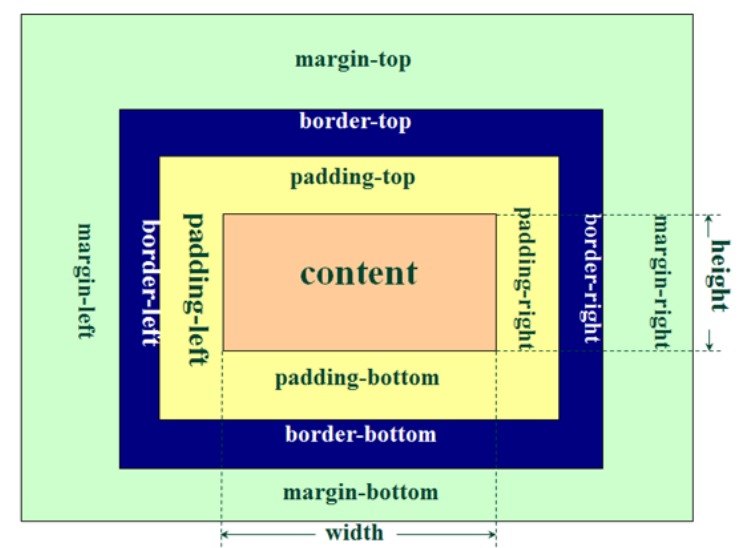 margin-top
border-top
padding-top
margin-left
border-left
padding-left
content
padding-right
border-right
margin-right
height
padding-bottom
border-bottom
margin-bottom
width